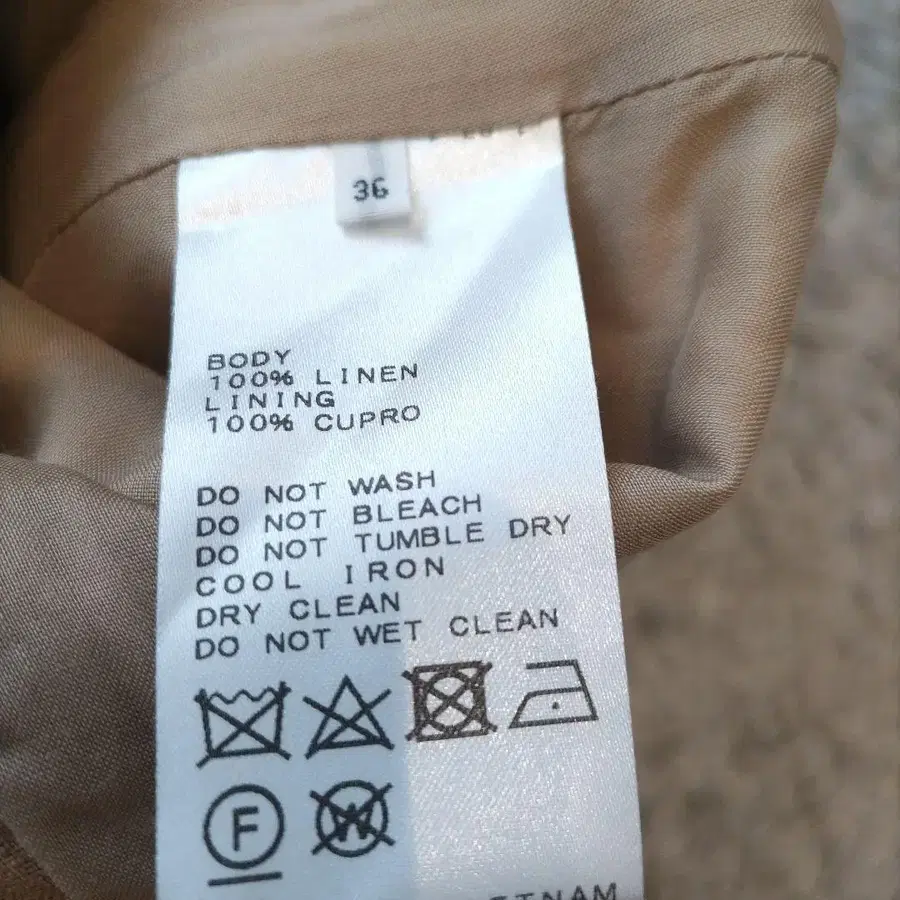 36
BODY
100% LINEN
LINING
100% CUPRO
DO NOT WASH
DO NOT BLEACH
DO NOT TUMBLE DRY
COOL IRON
DRY CLEAN
DO NOT WET CLEAN
F
W